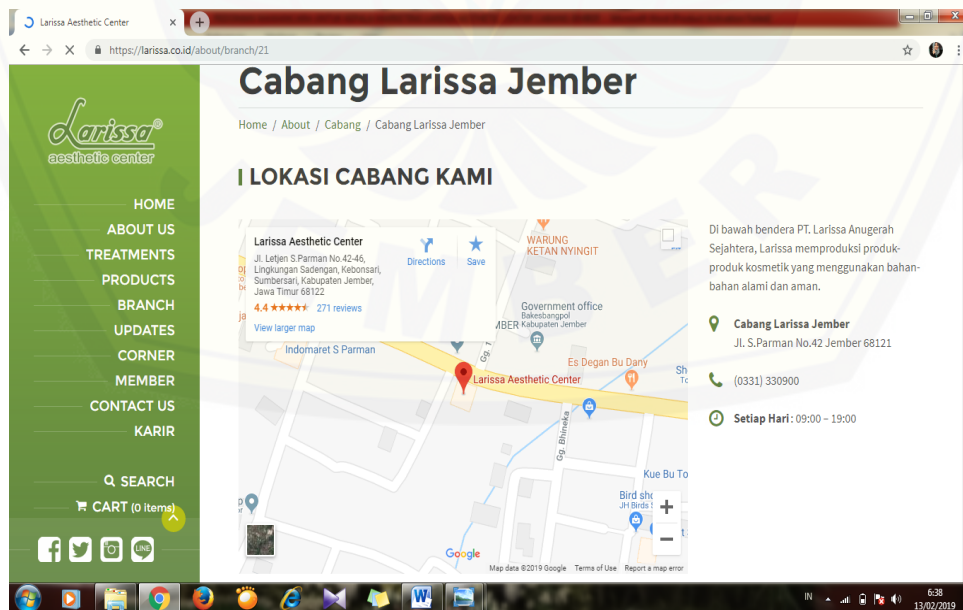 Larissa Aesthetic Center
https://larissa.co.id/about/branch/21
Larissa®
aesthetic center
HOME
ABOUT US
TREATMENTS
PRODUCTS
BRANCH
UPDATES
CORNER
MEMBER
CONTACT US
KARIR
SEARCH
CART (0 items)
LINE
Cabang Larissa Jember
Home / About / Cabang / Cabang Larissa Jember
LOKASI CABANG KAMI
Larissa Aesthetic Center
Jl. Letjen S.Parman No.42-46,
Lingkungan Sadengan, Kebonsari,
Sumbersari, Kabupaten Jember,
Jawa Timur 68122
4.4 ★★★★★ 271 reviews
View larger map
Directions
Save
WARUNG
KETAN NYINGIT
Government office
Bakesbangpol
Kabupaten Jember
Indomaret S Parman
Es Degan Bu Dany
Larissa Aesthetic Center
Gg. Bhineka
Kue Bu To
Bird sho
JH Birds
Google
Map data ©2019 Google Terms of Use Report a map error
Di bawah bendera PT. Larissa Anugerah
Sejahtera, Larissa memproduksi produk-
produk kosmetik yang menggunakan bahan-
bahan alami dan aman.
Cabang Larissa Jember
Jl. S.Parman No.42 Jember 68121
(0331) 330900
Setiap Hari : 09:00 – 19:00
IN
6:38
13/02/2019